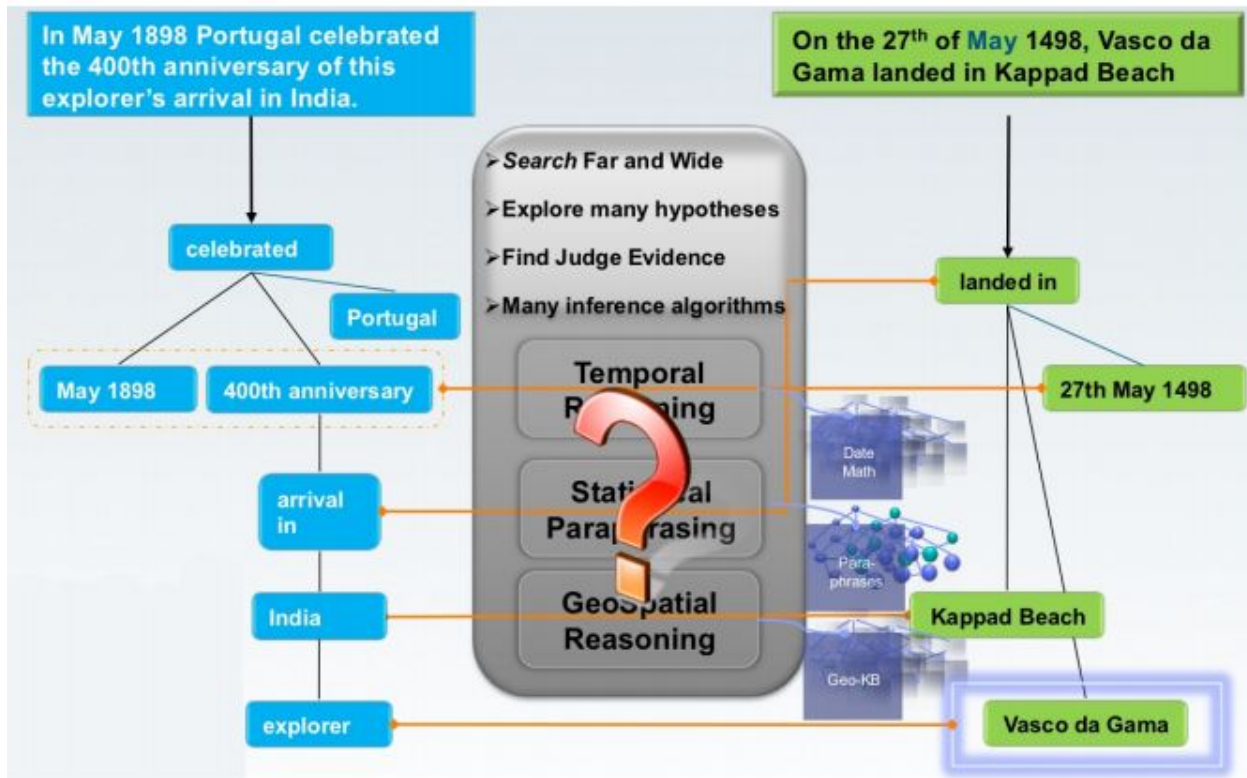 In May 1898 Portugal celebrated
the 400th anniversary of this
explorer's arrival in India.
On the 27th of May 1498, Vasco da
Gama landed in Kappad Beach
➢Search Far and Wide
➢Explore many hypotheses
➢Find Judge Evidence
➢Many inference algorithms
celebrated
Portugal
landed in
May 1898
400th anniversary
Temporal
27th May 1498
Date
Math
arrival
in
Para-
phrases
India
GeoSpatial
Reasoning
Kappad Beach
Geo-KB
explorer
Vasco da Gama